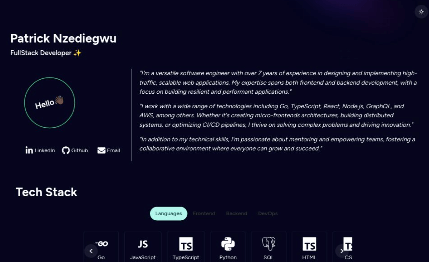 Patrick Nzediegwu
FullStack Developer ✨
Hello 👋🏾
LinkedIn Github Email
"I'm a versatile software engineer with over 7 years of experience in designing and implementing high-
traffic, scalable web applications. My expertise spans both frontend and backend development, with a
focus on building resilient and performant applications."
"I work with a wide range of technologies including Go, TypeScript, React, Node.js, GraphQL, and
AWS, among others. Whether it's creating micro-frontend architectures, building distributed
systems, or optimizing CI/CD pipelines, I thrive on solving complex problems and driving innovation."
"In addition to my technical skills, I'm passionate about mentoring and empowering teams, fostering a
collaborative environment where everyone can grow and succeed."
Tech Stack
Languages Frontend Backend DevOps
GO JS TS TS TS
Go JavaScript TypeScript Python SQL HTML CS